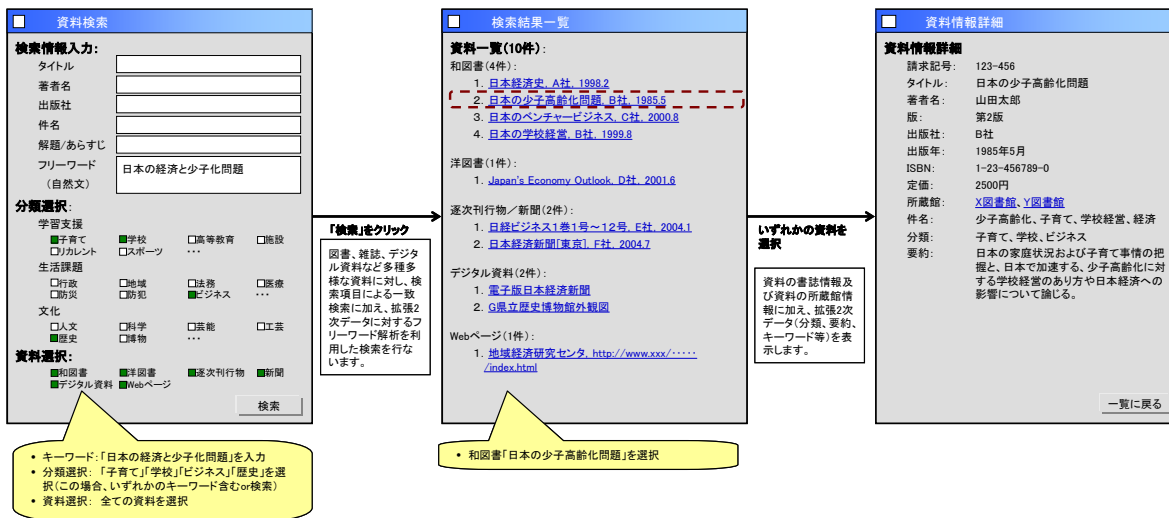 資料検索
検索情報入力:
タイトル
著者名
出版社
件名
解題/あらすじ
フリーワード
(自然文)
日本の経済と少子化問題
分類選択:
学習支援
■子育て ■学校 □高等教育 □施設
□リカレント □スポーツ ・・・
生活課題
□行政 □地域 □法務 □医療
□防災 □防犯 ■ビジネス ・・・
文化
□人文 □科学 □芸能 □工芸
■歴史 □博物 ・・・
資料選択:
■和図書 ■洋図書 ■逐次刊行物 ■新聞
■デジタル資料 ■Webページ
検索
• キーワード:「日本の経済と少子化問題」を入力
• 分類選択: 「子育て」「学校」「ビジネス」「歴史」を選
択(この場合、いずれかのキーワード含むor検索)
• 資料選択: 全ての資料を選択
「検索」をクリック
図書、雑誌、デジタ
ル資料など多種多
様な資料に対し、検
索項目による一致
検索に加え、拡張2
次データに対するフ
リーワード解析を利
用した検索を行な
います。
検索結果一覧
資料一覧(10件):
和図書(4件):
1. 日本経済史, A社, 1998.2
2. 日本の少子高齢化問題, B社, 1985.5
3. 日本のベンチャービジネス, C社, 2000.8
4. 日本の学校経営, B社, 1999.8
洋図書(1件):
1. Japan's Economy Outlook, D社, 2001.6
逐次刊行物/新聞(2件):
1. 日経ビジネス1巻1号~12号, E社, 2004.1
2. 日本経済新聞[東京], F社, 2004.7
デジタル資料(2件):
1. 電子版日本経済新聞
2. G県立歴史博物館外観図
Webページ(1件):
1. 地域経済研究センタ, http://www.xxx/・・・・・
/index.html
• 和図書「日本の少子高齢化問題」を選択
いずれかの資料を
選択
資料の書誌情報及
び資料の所蔵館情
報に加え、拡張2次
データ(分類、要約、
キーワード等)を表
示します。
資料情報詳細
資料情報詳細
請求記号: 123-456
タイトル: 日本の少子高齢化問題
著者名: 山田太郎
版: 第2版
出版社: B社
出版年: 1985年5月
ISBN: 1-23-456789-0
定価: 2500円
所蔵館: X図書館、Y図書館
件名: 少子高齢化、子育て、学校経営、経済
分類: 子育て、学校、ビジネス
要約: 日本の家庭状況および子育て事情の把
握と、日本で加速する、少子高齢化に対
する学校経営のあり方や日本経済への
影響について論じる。
一覧に戻る